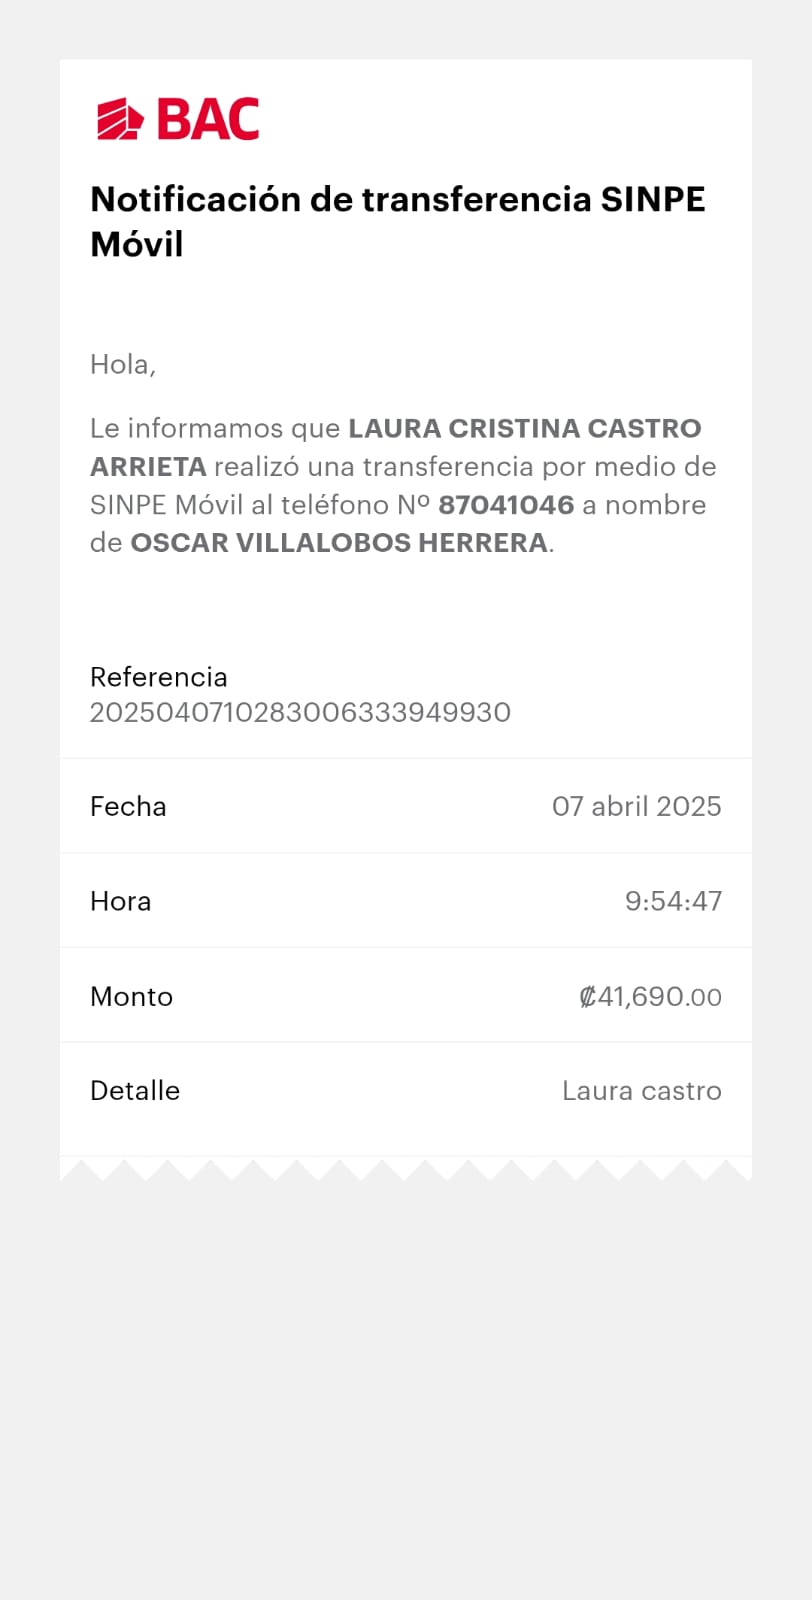 BAC
Notificación de transferencia SINPE
Móvil
Hola,
Le informamos que LAURA CRISTINA CASTRO
ARRIETA realizó una transferencia por medio de
SINPE Móvil al teléfono Nº 87041046 a nombre
de OSCAR VILLALOBOS HERRERA.
Referencia
2025040710283006333949930
Fecha 07 abril 2025
Hora 9:54:47
Monto ₡41,690.00
Detalle Laura castro